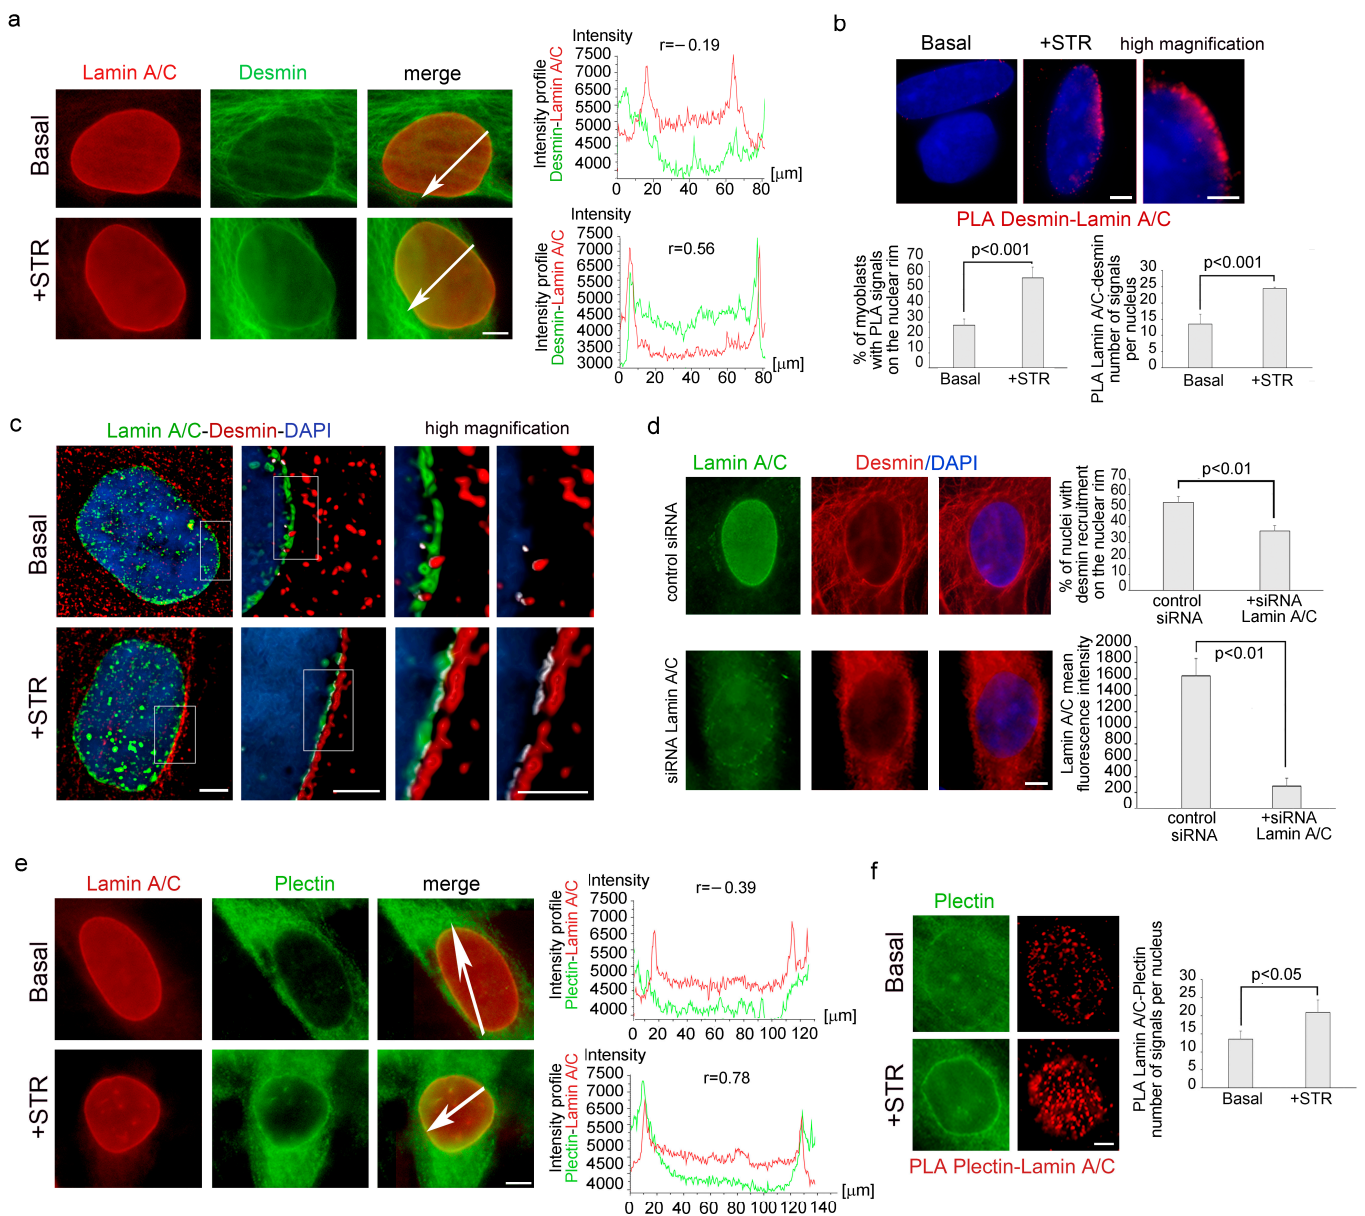 a
Lamin A/C
Desmin
merge
Basal
+STR
Intensity
r=−0.19
Intensity profile
Desmin-Lamin A/C
7500
7000
6500
6000
5500
5000
4500
4000
0 20 40 60 80
[µm]
Intensity
r=0.56
Intensity profile
Desmin-Lamin A/C
7500
7000
6500
6000
5500
5000
4500
4000
3500
3000
0 20 40 60 80
[µm]
b
Basal
+STR
high magnification
PLA Desmin-Lamin A/C
% of myoblasts
with PLA signals
on the nuclear rim
70
60
50
40
30
20
10
0
p<0.001
Basal +STR
PLA Lamin A/C-desmin
number of signals
per nucleus
30
25
20
15
10
5
0
p<0.001
Basal +STR
c
Lamin A/C-Desmin-DAPI
high magnification
Basal
+STR
d
Lamin A/C
Desmin/DAPI
control siRNA
siRNA Lamin A/C
% of nuclei with
desmin recruitment
on the nuclear rim
70
60
50
40
30
20
10
0
p<0.01
control
siRNA
+siRNA
Lamin A/C
Lamin A/C mean
fluorescence intensity
2000
1800
1600
1400
1200
1000
800
600
400
200
0
p<0.01
control
siRNA
+siRNA
Lamin A/C
e
Lamin A/C
Plectin
merge
Basal
+STR
Intensity
r=−0.39
Intensity profile
Plectin-Lamin A/C
7500
7000
6500
6000
5500
5000
4500
4000
0 20 40 60 80 100 120
[µm]
Intensity
r=0.78
Intensity profile
Plectin-Lamin A/C
7500
7000
6500
6000
5500
5000
4500
4000
0 20 40 60 80 100 120 140
[µm]
f
Plectin
Basal
+STR
PLA Plectin-Lamin A/C
PLA Lamin A/C-Plectin
number of signals per nucleus
30
25
20
15
10
5
0
p<0.05
Basal +STR